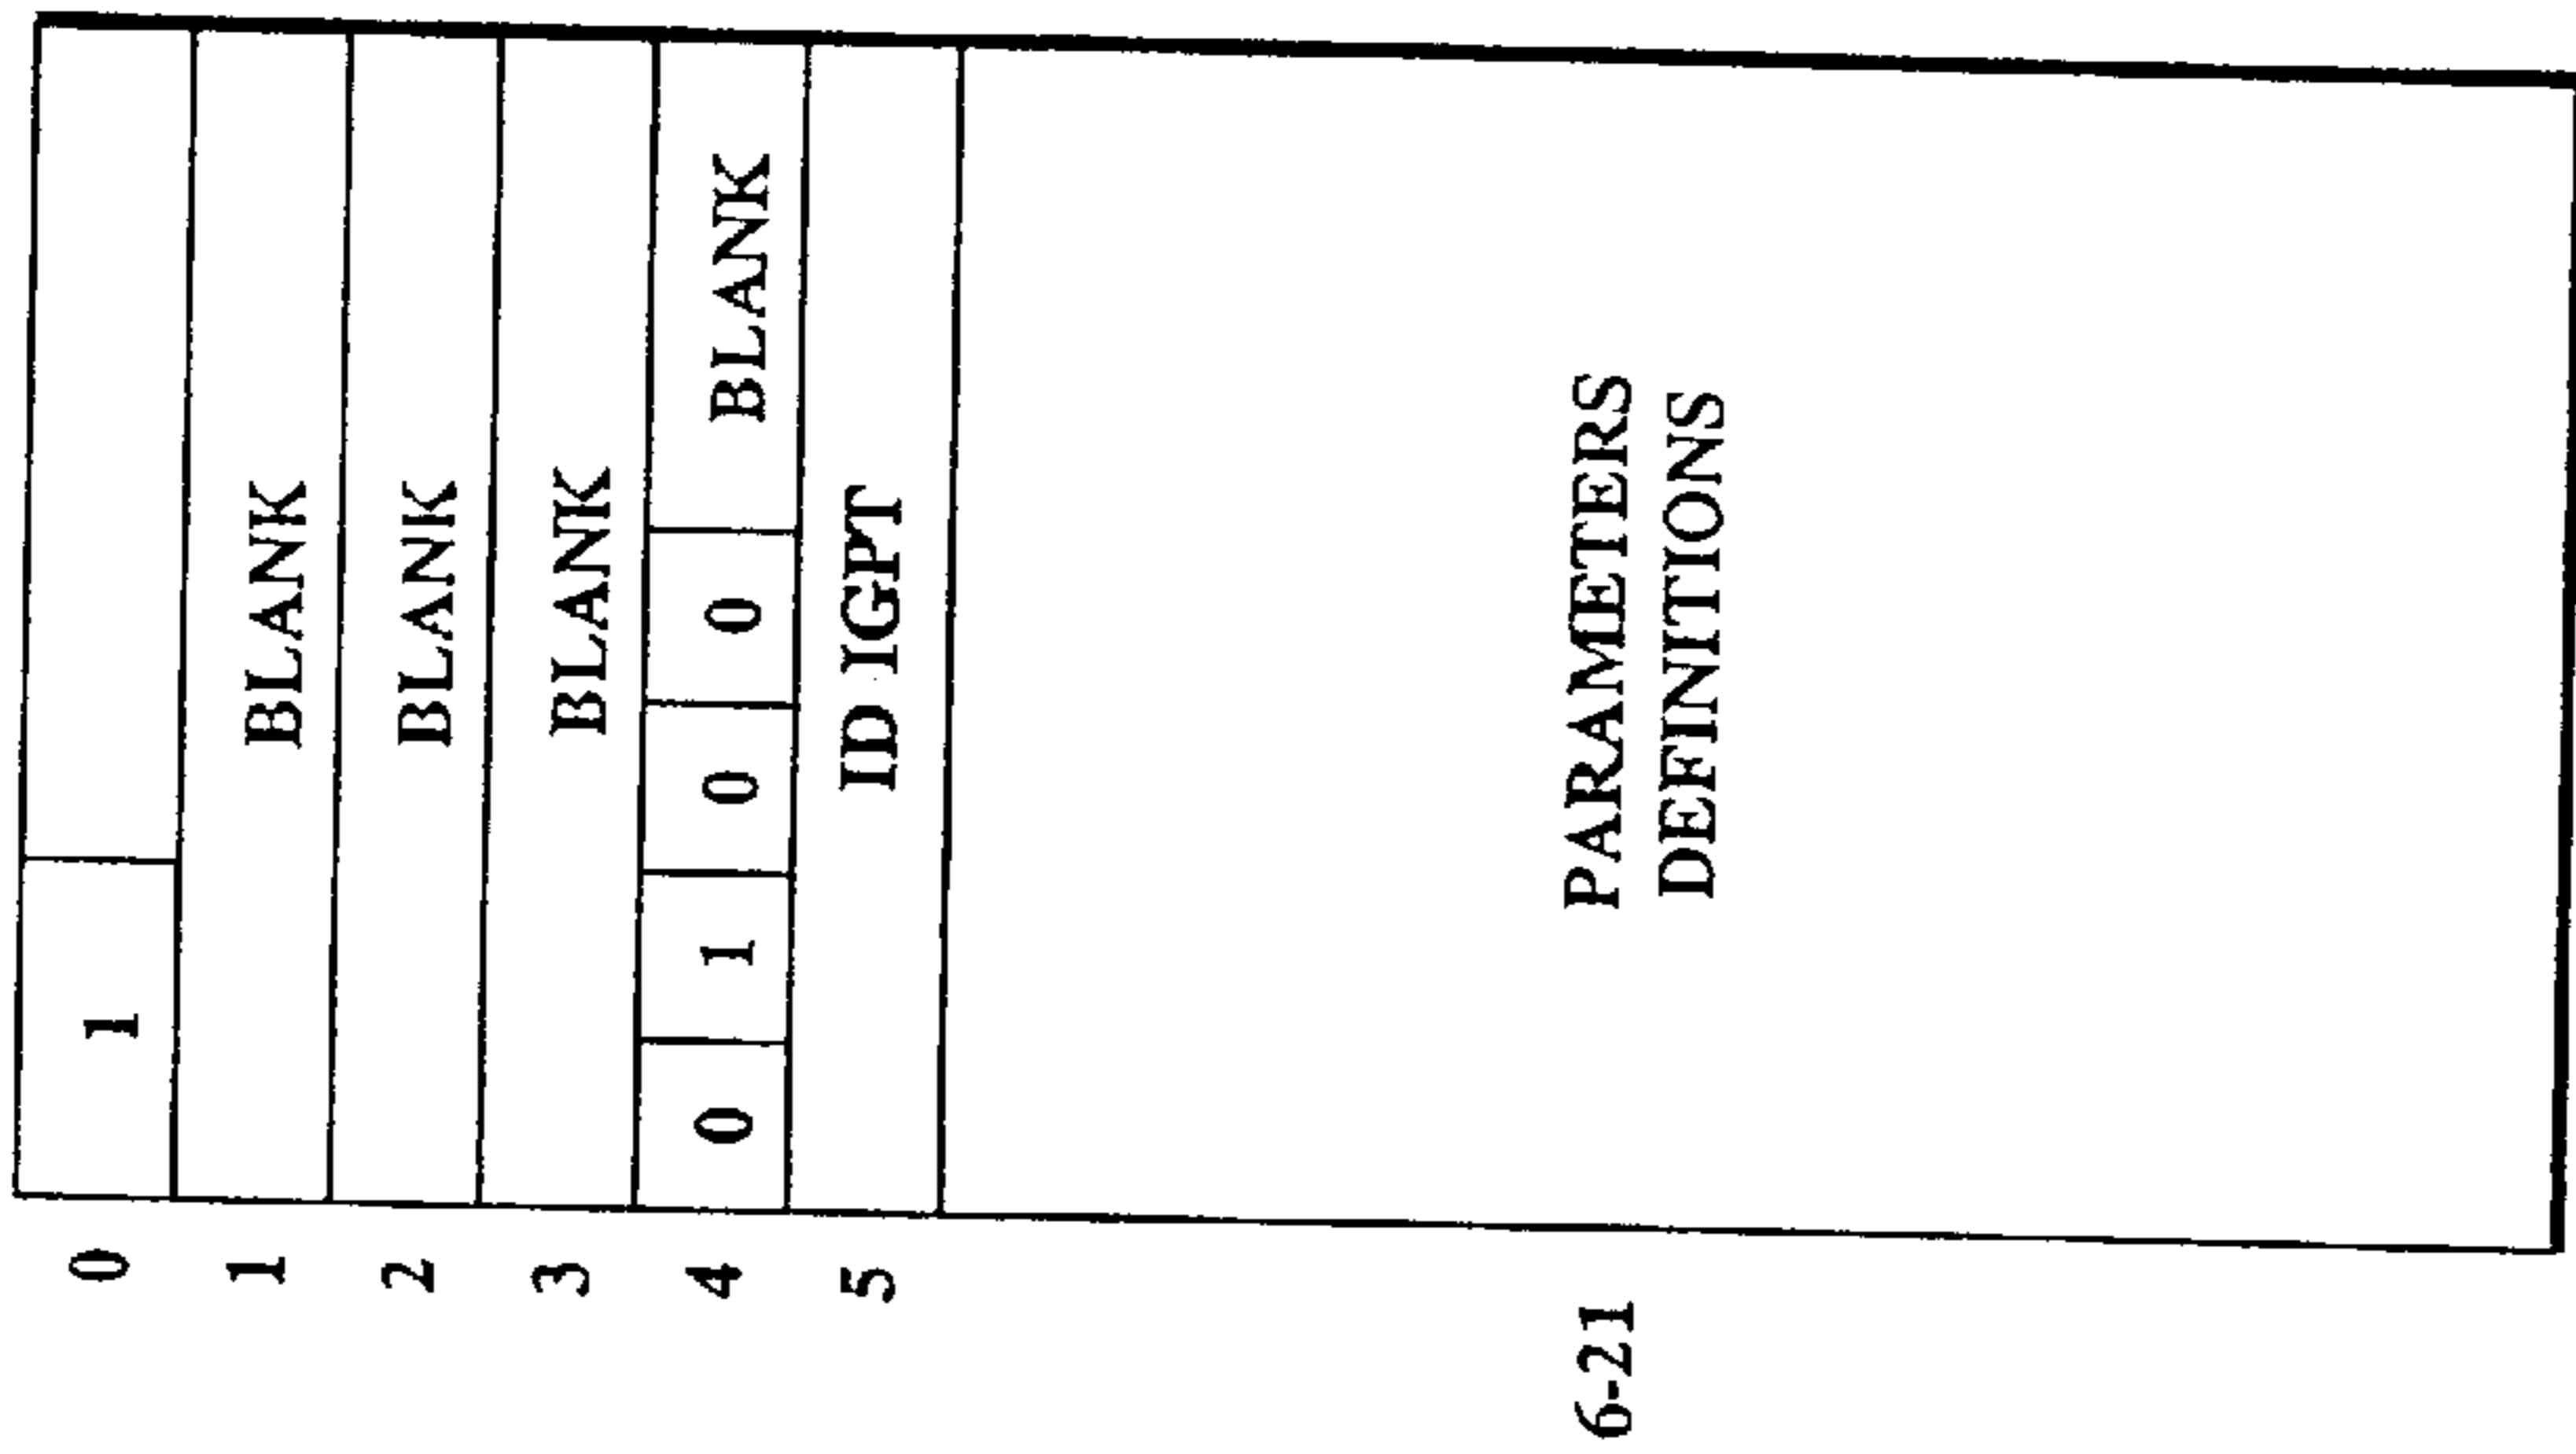 0 1
1 BLANK
2 BLANK
3 BLANK
4 0 1 0 0 BLANK
5 ID IGPT
6-21 PARAMETERS
DEFINITIONS